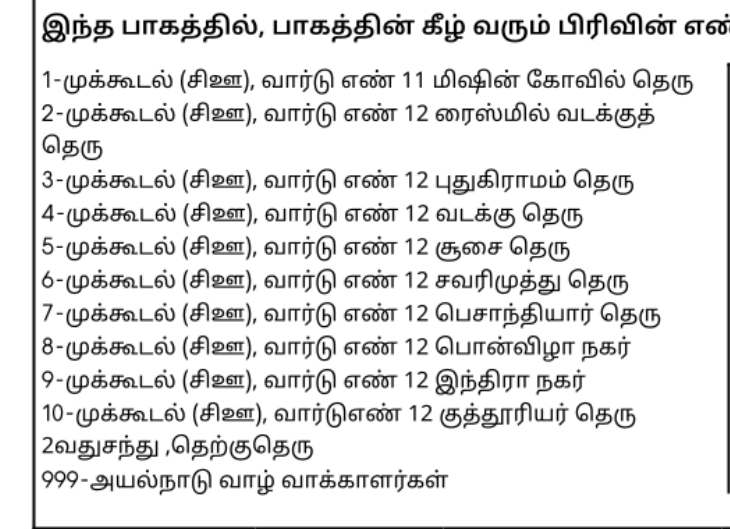 இந்த பாகத்தில், பாகத்தின் கீழ் வரும் பிரிவின் எண்
1-முக்கூடல் (சிஊ), வார்டு எண் 11 மிஷின் கோவில் தெரு
2-முக்கூடல் (சிஊ), வார்டு எண் 12 ரைஸ்மில் வடக்குத்
தெரு
3-முக்கூடல் (சிஊ), வார்டு எண் 12 புதுகிராமம் தெரு
4-முக்கூடல் (சிஊ), வார்டு எண் 12 வடக்கு தெரு
5-முக்கூடல் (சிஊ), வார்டு எண் 12 சூசை தெரு
6-முக்கூடல் (சிஊ), வார்டு எண் 12 சவரிமுத்து தெரு
7-முக்கூடல் (சிஊ), வார்டு எண் 12 பெசாந்தியார் தெரு
8-முக்கூடல் (சிஊ), வார்டு எண் 12 பொன்விழா நகர்
9-முக்கூடல் (சிஊ), வார்டு எண் 12 இந்திரா நகர்
10-முக்கூடல் (சிஊ), வார்டுஎண் 12 குத்தூரியர் தெரு
2வதுசந்து ,தெற்குதெரு
999-அயல்நாடு வாழ் வாக்காளர்கள்